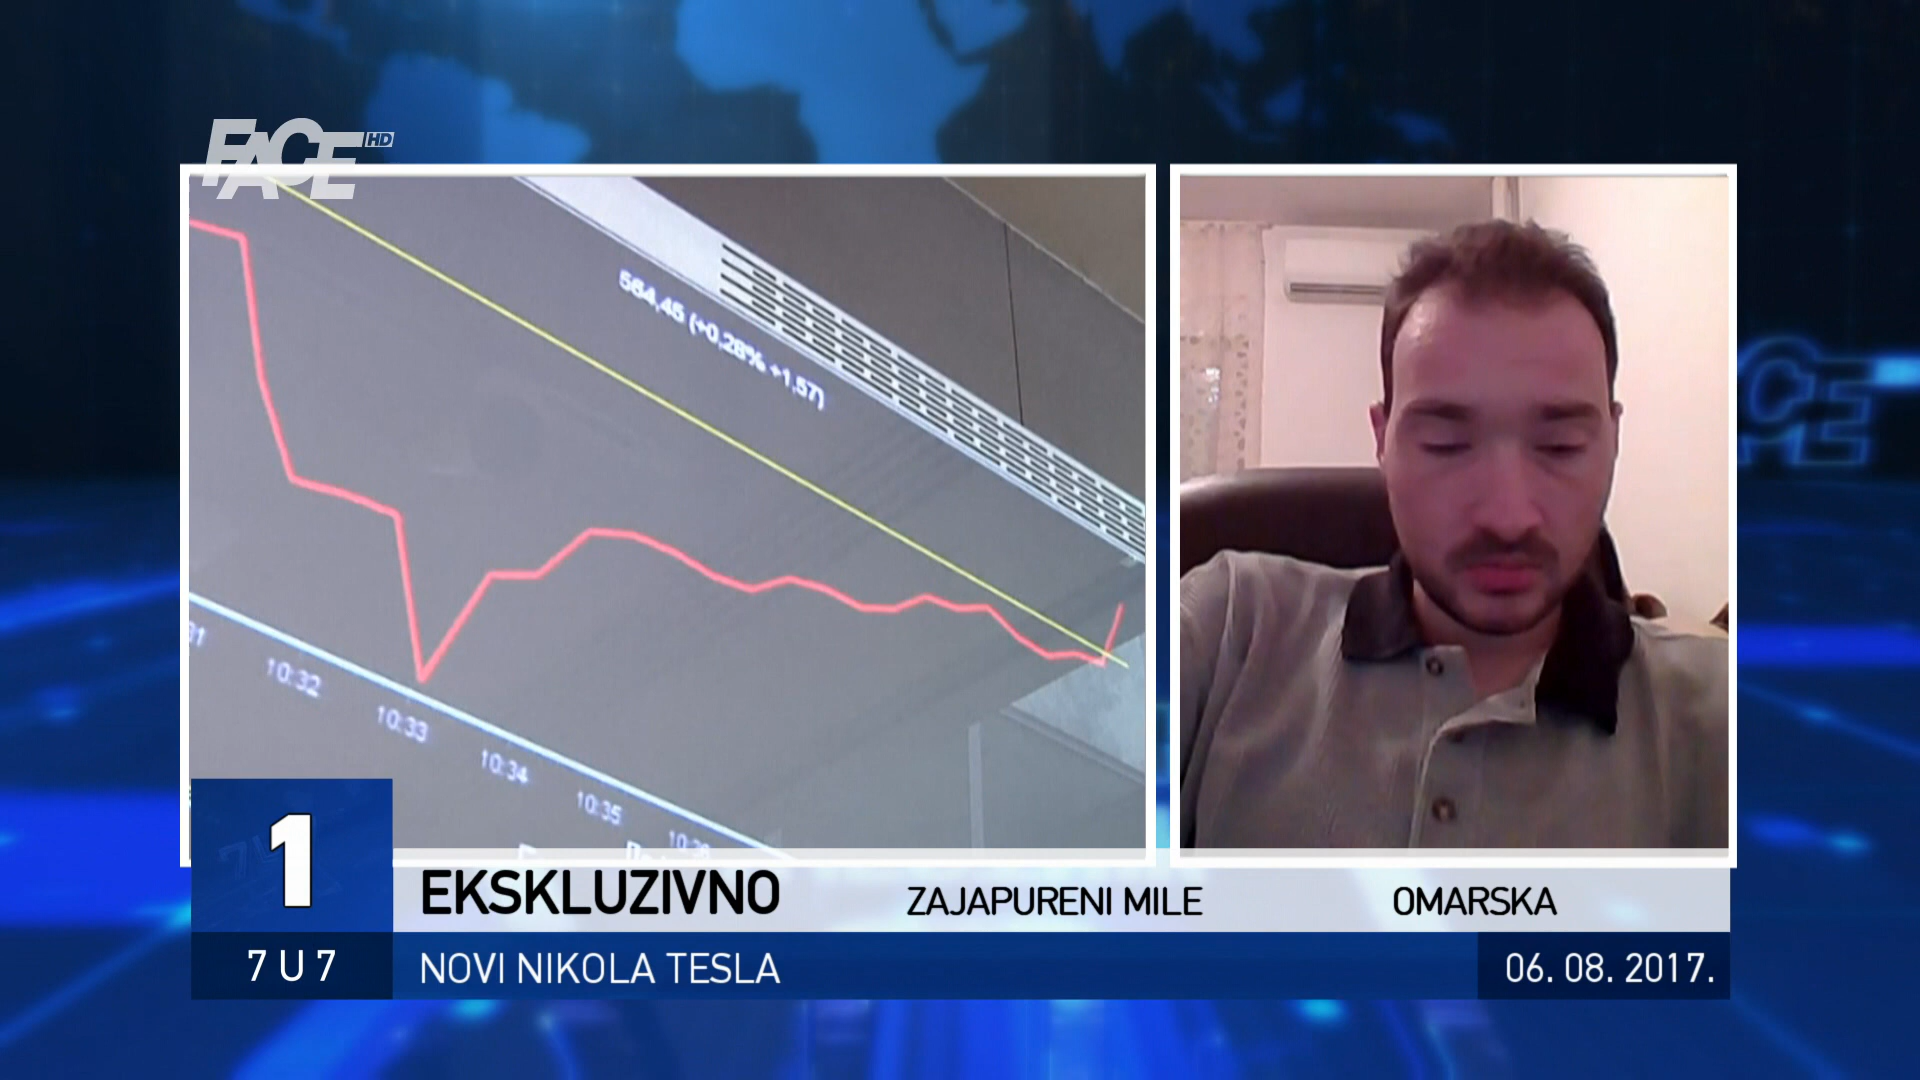 FACE HD
564,45 (+0,28% +1,57)
10:32
10:33
10:34
10:35
1
EKSKLUZIVNO
ZAJAPURENI MILE
OMARSKA
7 U 7
NOVI NIKOLA TESLA
06. 08. 2017.